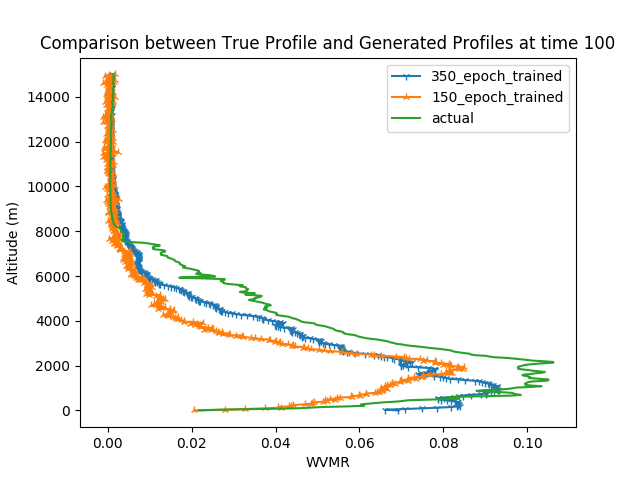 Comparison between True Profile and Generated Profiles at time 100
350_epoch_trained
150_epoch_trained
actual
Altitude (m)
14000
12000
10000
8000
6000
4000
2000
0
0.00 0.02 0.04 0.06 0.08 0.10
WVMR